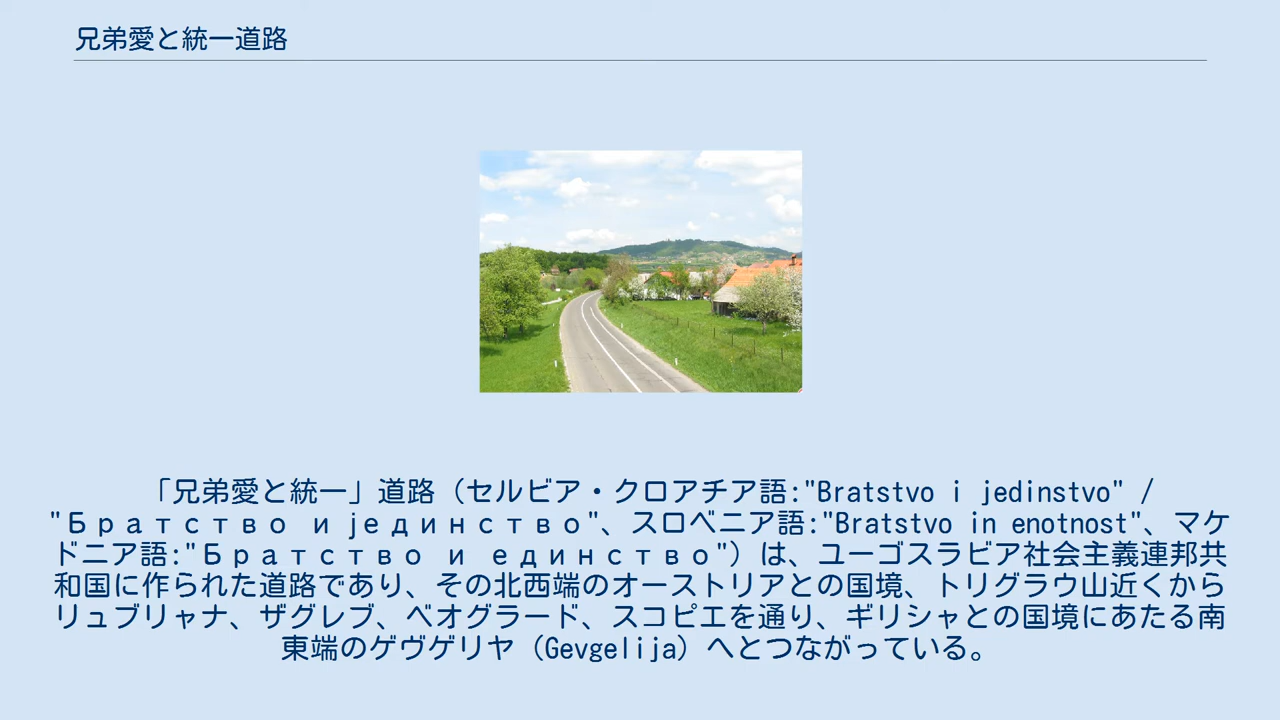 兄弟愛と統一道路
「兄弟愛と統一」道路（セルビア・クロアチア語:"Bratstvo i jedinstvo" /
"Братство и јединство"、スロベニア語:"Bratstvo in enotnost"、マケ
ドニア語:"Братство и единство"）は、ユーゴスラビア社会主義連邦共
和国に作られた道路であり、その北西端のオーストリアとの国境、トリグラウ山近くから
リュブリャナ、ザグレブ、ベオグラード、スコピエを通り、ギリシャとの国境にあたる南
東端のゲヴゲリヤ（Gevgelija）へとつながっている。